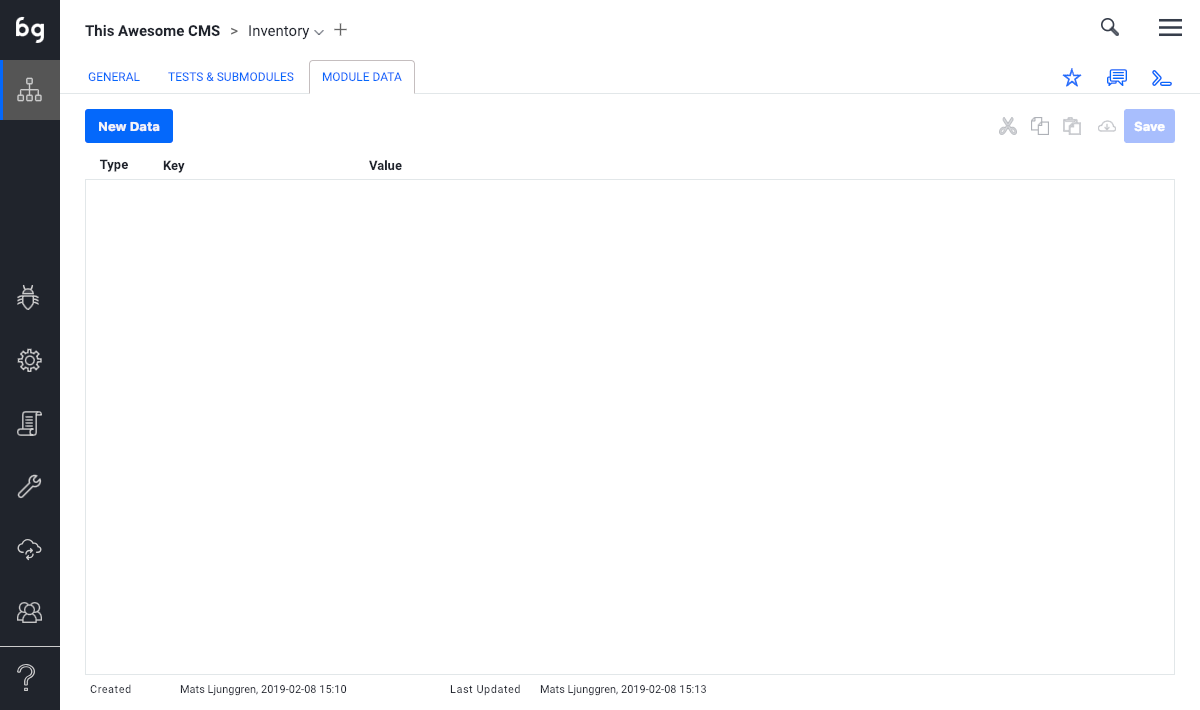 bg
This Awesome CMS > Inventory
GENERAL TESTS & SUBMODULES MODULE DATA
New Data Save
Type Key Value
Created Mats Ljunggren, 2019-02-08 15:10 Last Updated Mats Ljunggren, 2019-02-08 15:13